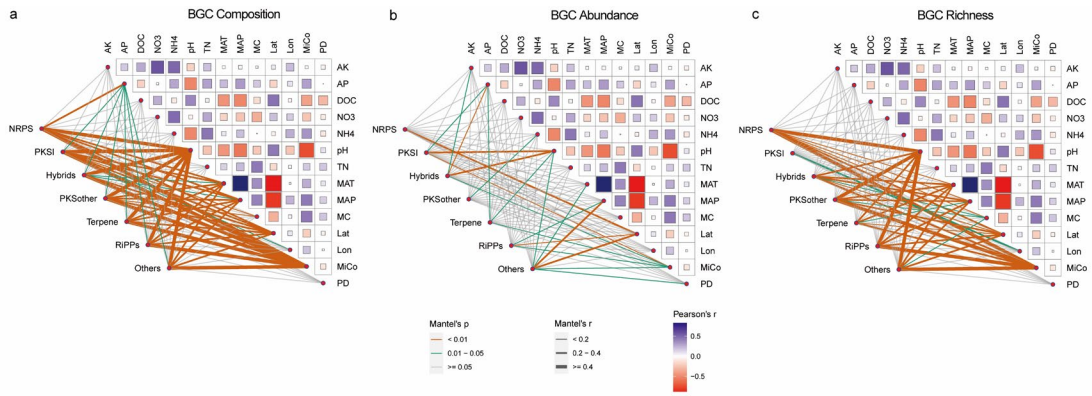 a
BGC Composition
AK AP DOC NO3 NH4 pH TN MAT MAP MC Lat Lon MiCo PD
AK
AP
DOC
NO3
NH4
pH
TN
MAT
MAP
MC
Lat
Lon
MiCo
PD
NRPS
PKSI
Hybrids
PKSother
Terpene
RiPPs
Others
b
BGC Abundance
AK AP DOC NO3 NH4 pH TN MAT MAP MC Lat Lon MiCo PD
AK
AP
DOC
NO3
NH4
pH
TN
MAT
MAP
MC
Lat
Lon
MiCo
PD
NRPS
PKSI
Hybrids
PKSother
Terpene
RiPPs
Others
c
BGC Richness
AK AP DOC NO3 NH4 pH TN MAT MAP MC Lat Lon MiCo PD
AK
AP
DOC
NO3
NH4
pH
TN
MAT
MAP
MC
Lat
Lon
MiCo
PD
NRPS
PKSI
Hybrids
PKSother
Terpene
RiPPs
Others
Mantel's p
< 0.01
0.01 − 0.05
>= 0.05
Mantel's r
< 0.2
0.2 - 0.4
>= 0.4
Pearson's r
0.5
0.0
−0.5